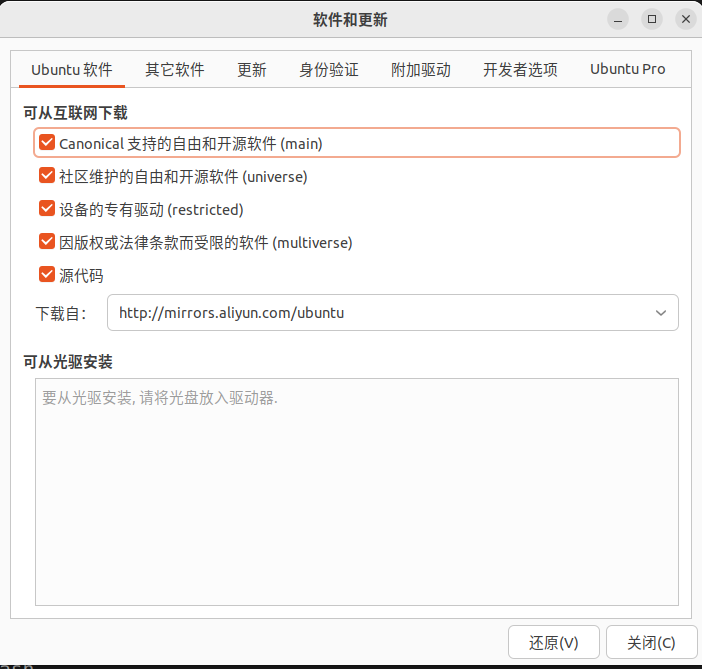 软件和更新
Ubuntu 软件 其它软件 更新 身份验证 附加驱动 开发者选项 Ubuntu Pro
可从互联网下载
Canonical 支持的自由和开源软件 (main)
社区维护的自由和开源软件 (universe)
设备的专有驱动 (restricted)
因版权或法律条款而受限的软件 (multiverse)
源代码
下载自： http://mirrors.aliyun.com/ubuntu
可从光驱安装
要从光驱安装, 请将光盘放入驱动器.
还原(V) 关闭(C)